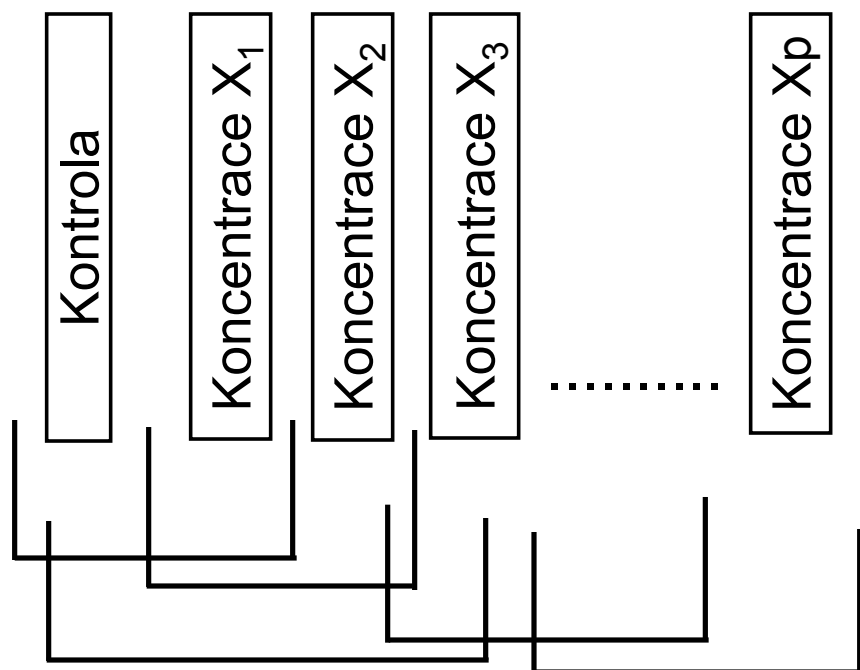 Kontrola
Koncentrace X₁
Koncentrace X₂
Koncentrace X₃
..........
Koncentrace Xp